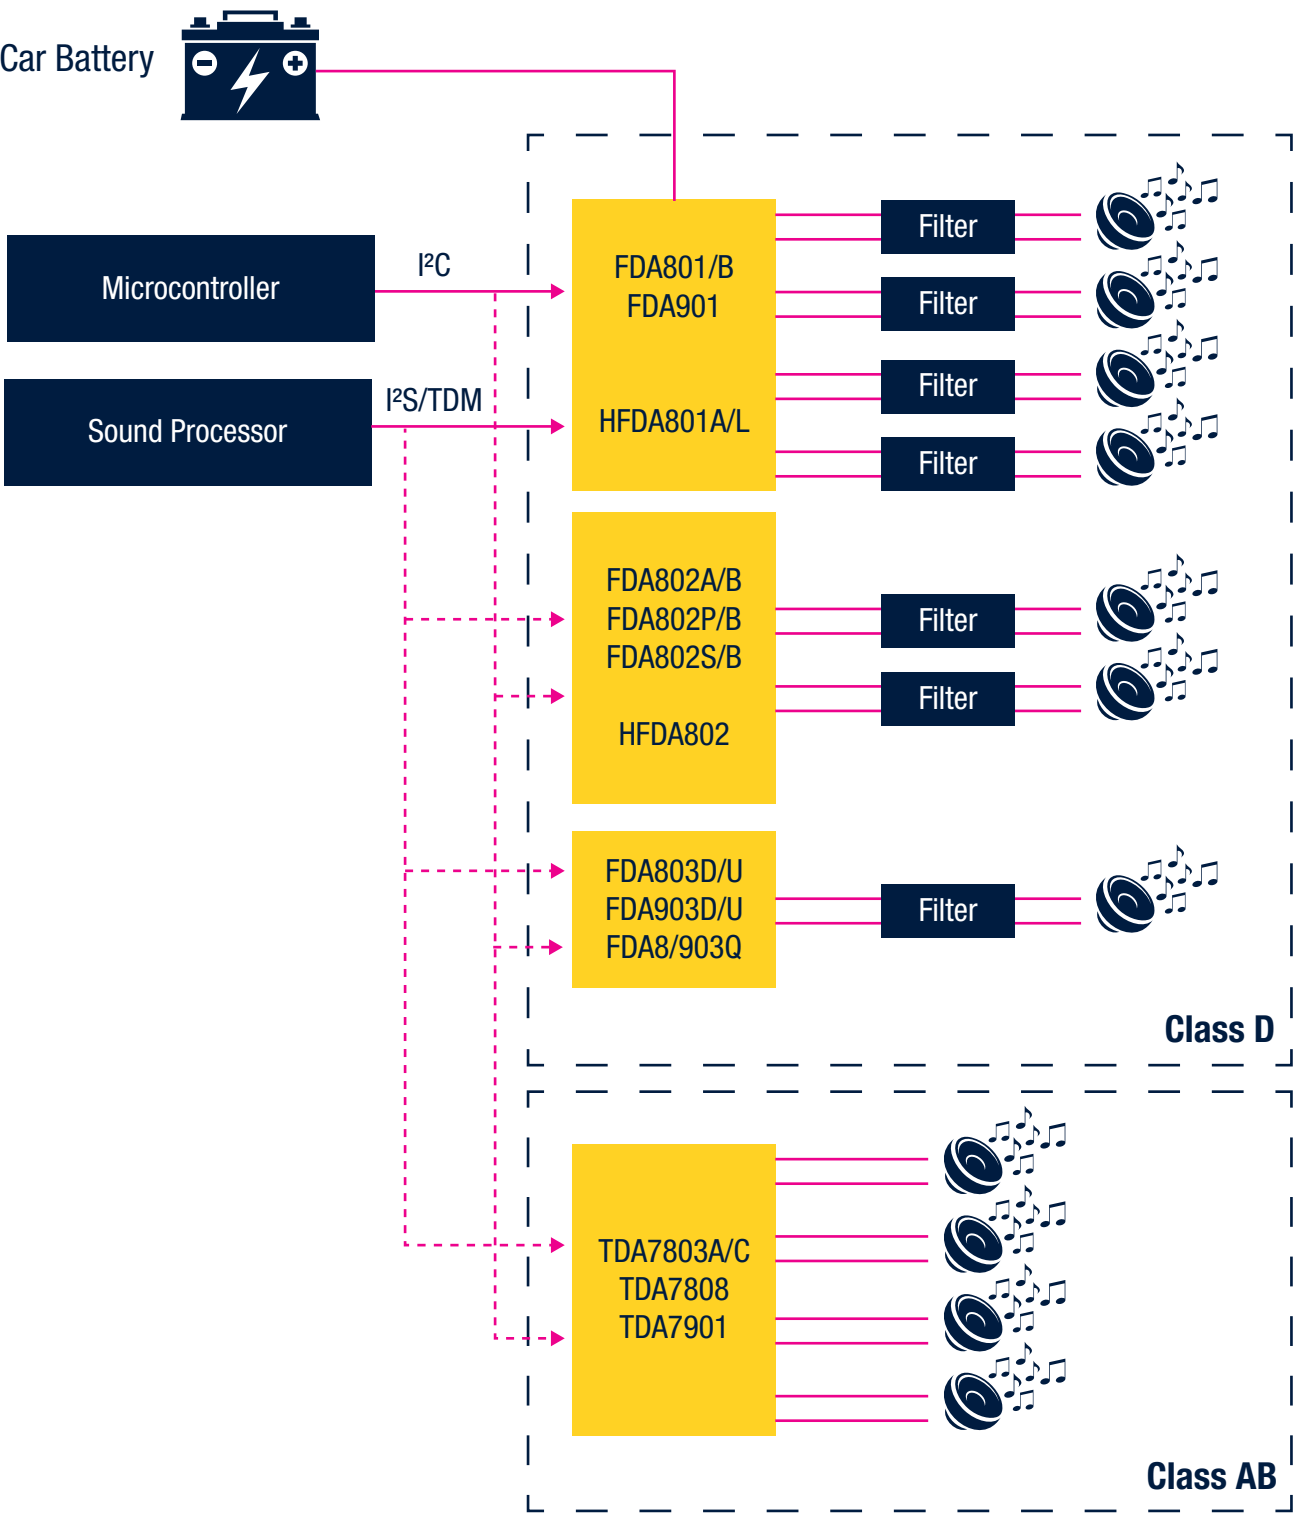 Car Battery
Microcontroller
I²C
Sound Processor
I²S/TDM
FDA801/B
FDA901
HFDA801A/L
Filter
Filter
Filter
Filter
FDA802A/B
FDA802P/B
FDA802S/B
HFDA802
Filter
Filter
FDA803D/U
FDA903D/U
FDA8/903Q
Filter
Class D
TDA7803A/C
TDA7808
TDA7901
Class AB